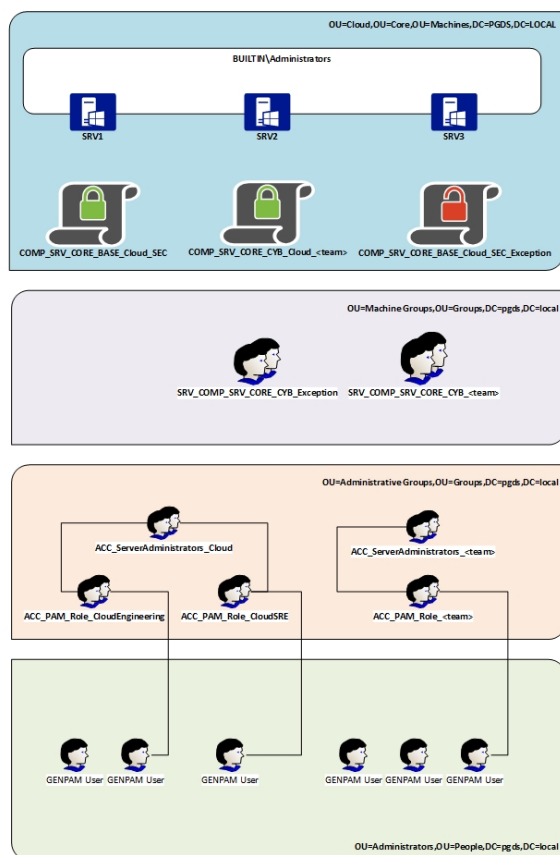 OU=Cloud,OU=Core,OU=Machines,DC=PGDS,DC=LOCAL
BUILTIN\Administrators
SRV1
SRV2
SRV3
COMP_SRV_CORE_BASE_Cloud_SEC
COMP_SRV_CORE_CYB_Cloud_<team>
COMP_SRV_CORE_BASE_Cloud_SEC_Exception
OU=Machine Groups,OU=Groups,DC=pgds,DC=local
SRV_COMP_SRV_CORE_CYB_Exception
SRV_COMP_SRV_CORE_CYB_<team>
OU=Administrative Groups,OU=Groups,DC=pgds,DC=local
ACC_ServerAdministrators_Cloud
ACC_ServerAdministrators_<team>
ACC_PAM_Role_CloudEngineering
ACC_PAM_Role_CloudSRE
ACC_PAM_Role_<team>
GENPAM User
GENPAM User
GENPAM User
GENPAM User
GENPAM User
GENPAM User
OU=Administrators,OU=People,DC=pgds,DC=local